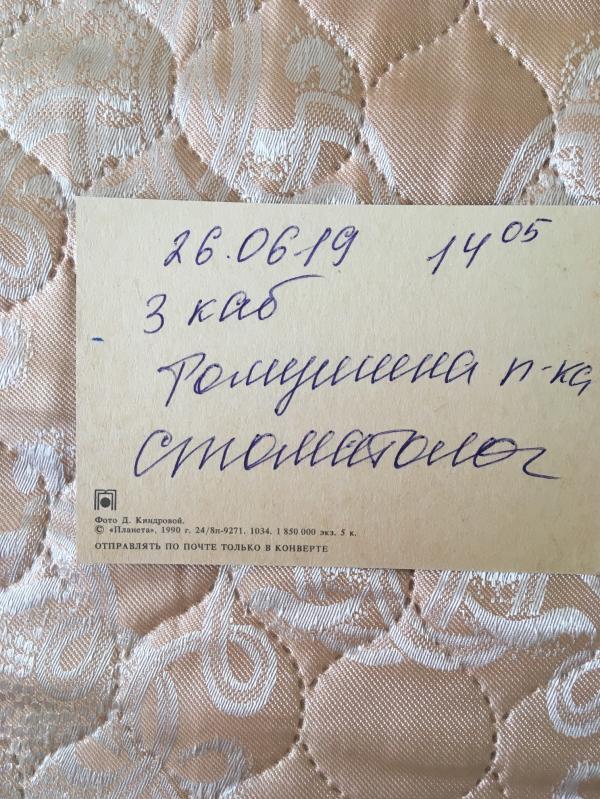 26.06.19 14 05
3 каб
п-ка
стоматолог
Фото Д. Киндровой.
© «Планета», 1990 г. 24/8п-9271. 1034. 1 850 000 экз. 5 к.
ОТПРАВЛЯТЬ ПО ПОЧТЕ ТОЛЬКО В КОНВЕРТЕ